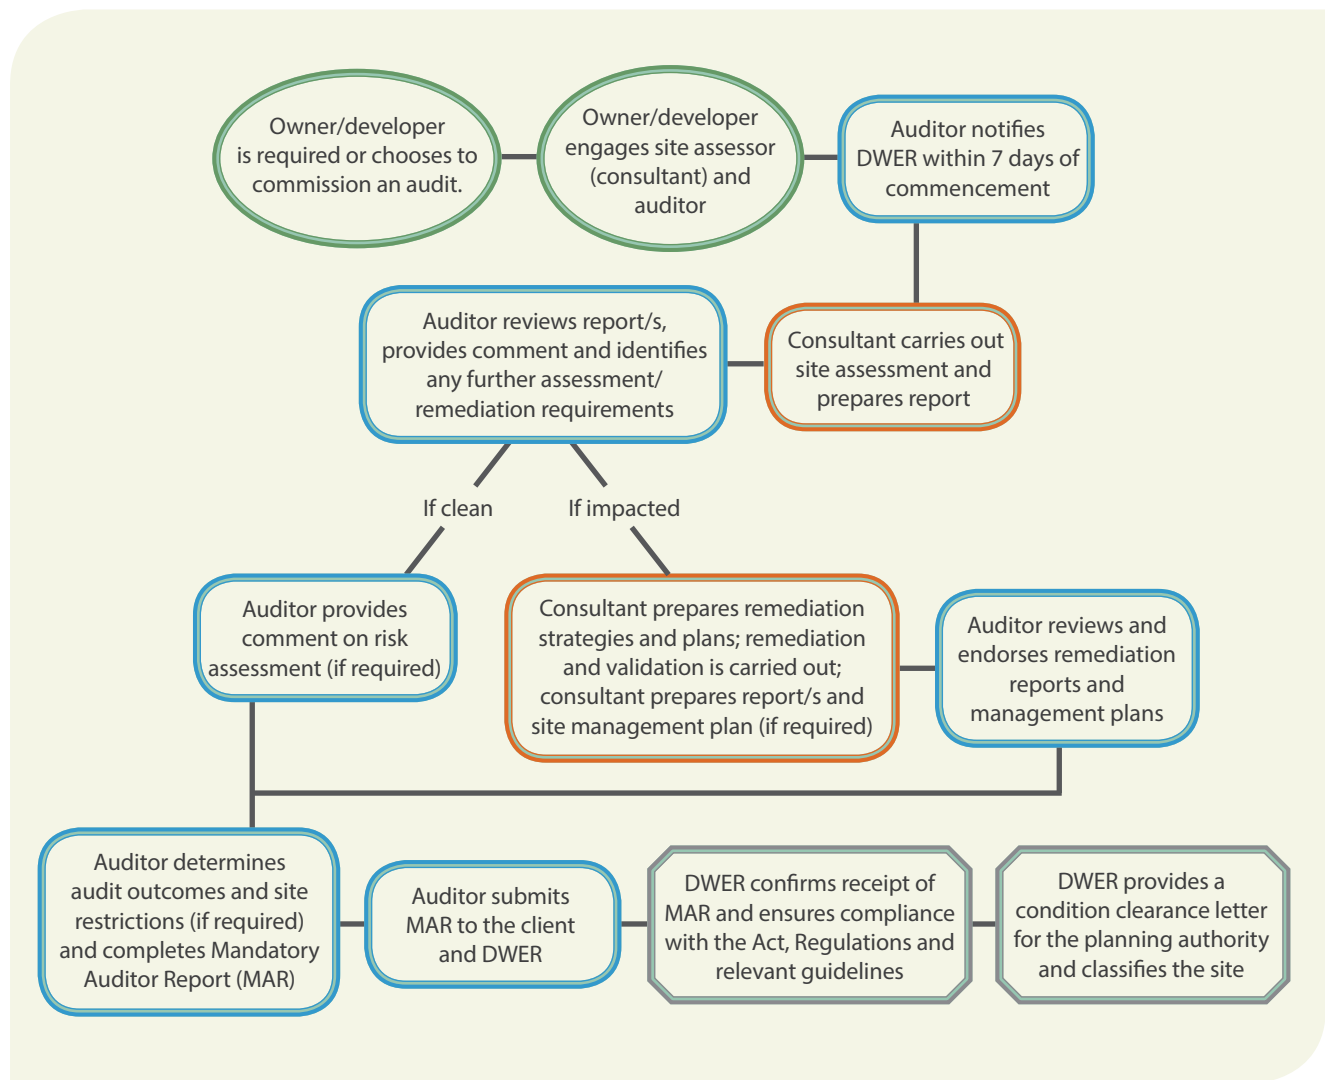 Owner/developer
is required or chooses to
commission an audit.
Owner/developer
engages site assessor
(consultant) and
auditor
Auditor notifies
DWER within 7 days of
commencement
Auditor reviews report/s,
provides comment and identifies
any further assessment/
remediation requirements
Consultant carries out
site assessment and
prepares report
If clean
If impacted
Auditor provides
comment on risk
assessment (if required)
Consultant prepares remediation
strategies and plans; remediation
and validation is carried out;
consultant prepares report/s and
site management plan (if required)
Auditor reviews and
endorses remediation
reports and
management plans
Auditor determines
audit outcomes and site
restrictions (if required)
and completes Mandatory
Auditor Report (MAR)
Auditor submits
MAR to the client
and DWER
DWER confirms receipt of
MAR and ensures compliance
with the Act, Regulations and
relevant guidelines
DWER provides a
condition clearance letter
for the planning authority
and classifies the site